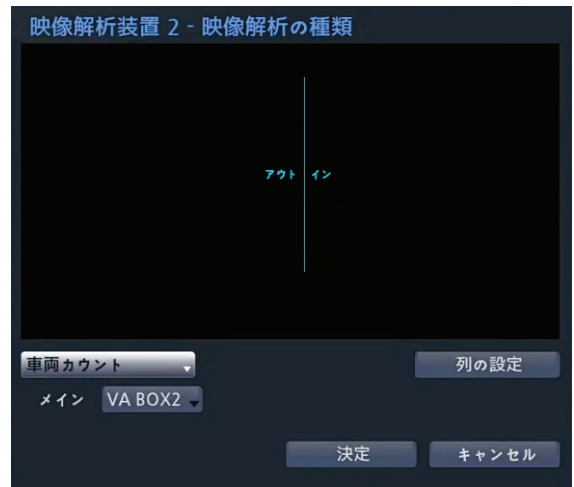 映像解析装置 2 - 映像解析の種類
アウト イン
車両カウント 列の設定
メイン VA BOX2
決定 キャンセル